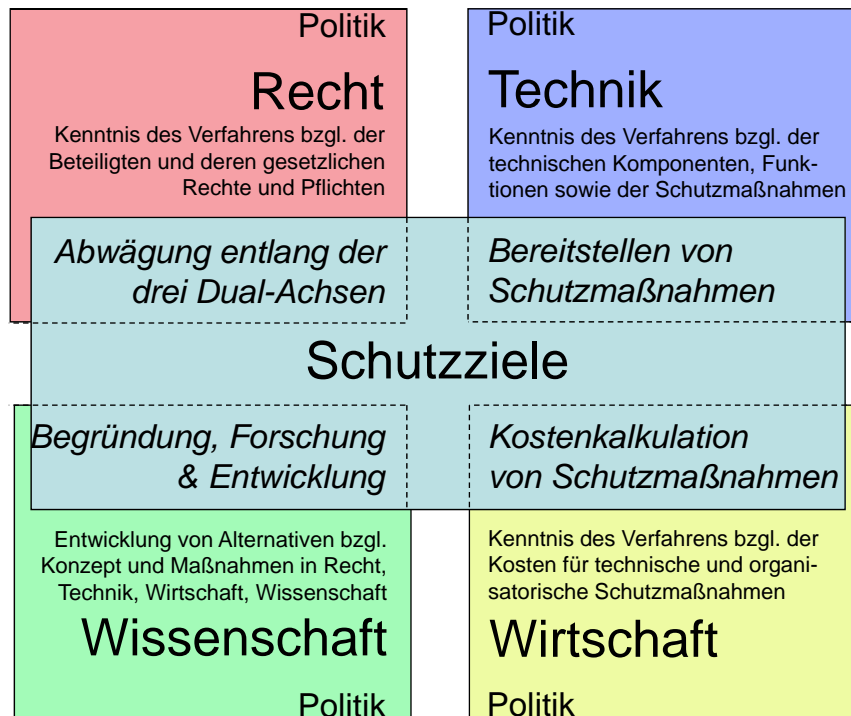 Politik
Recht
Kenntnis des Verfahrens bzgl. der
Beteiligten und deren gesetzlichen
Rechte und Pflichten
Abwägung entlang der
drei Dual-Achsen
Politik
Technik
Kenntnis des Verfahrens bzgl. der
technischen Komponenten, Funk-
tionen sowie der Schutzmaßnahmen
Bereitstellen von
Schutzmaßnahmen
Schutzziele
Begründung, Forschung
& Entwicklung
Entwicklung von Alternativen bzgl.
Konzept und Maßnahmen in Recht,
Technik, Wirtschaft, Wissenschaft
Wissenschaft
Politik
Kostenkalkulation
von Schutzmaßnahmen
Kenntnis des Verfahrens bzgl. der
Kosten für technische und organi-
satorische Schutzmaßnahmen
Wirtschaft
Politik